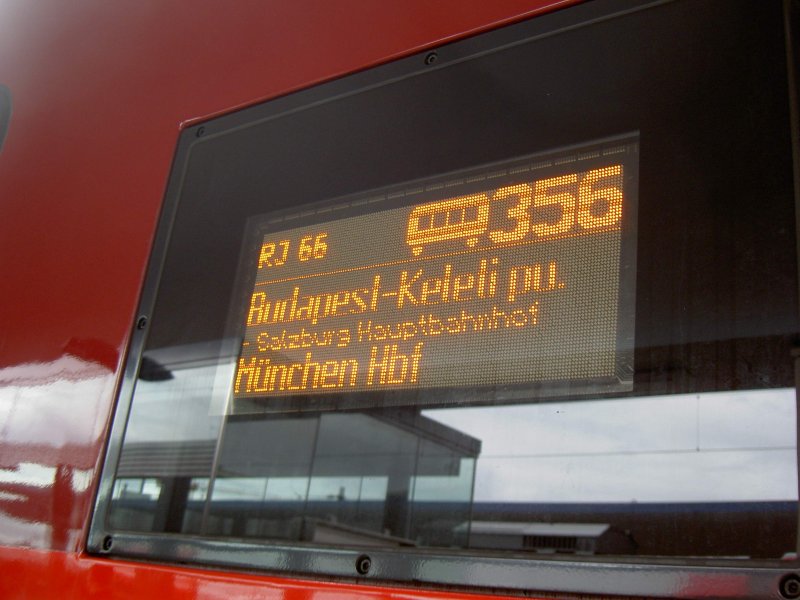 RJ 66 356
Budapest-Keleti pu.
- Salzburg Hauptbahnhof
München Hbf